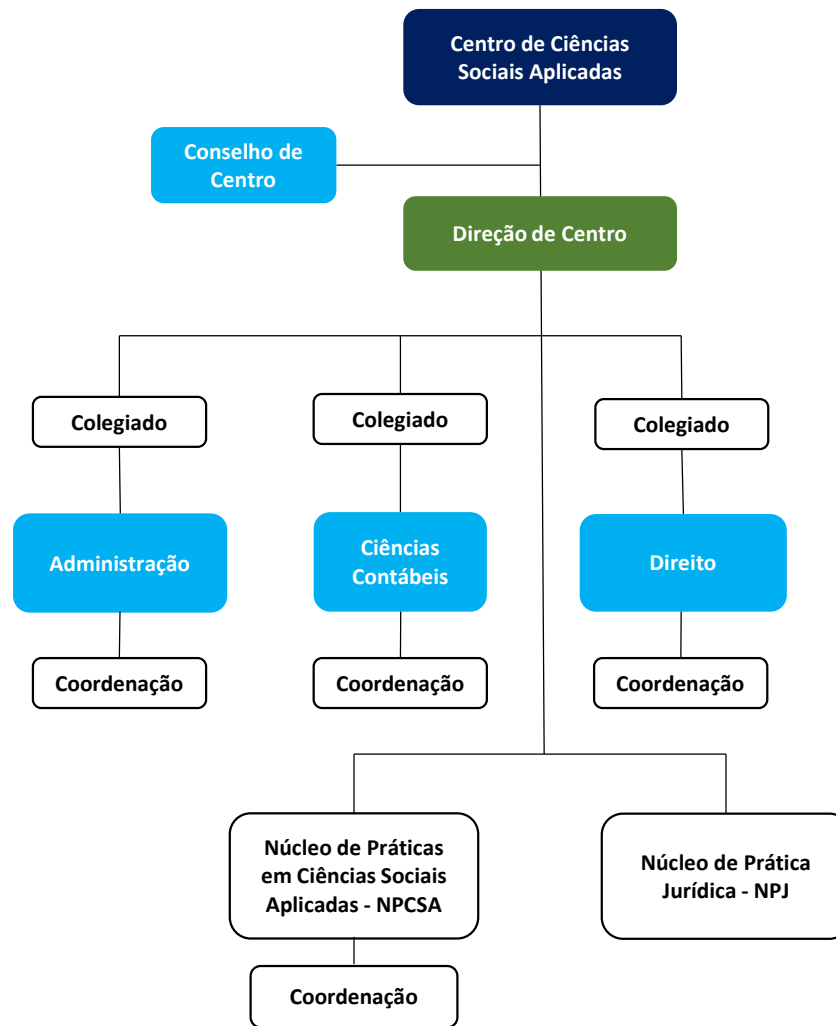 Centro de Ciências
Sociais Aplicadas
Conselho de
Centro
Direção de Centro
Colegiado
Colegiado
Colegiado
Administração
Ciências
Contábeis
Direito
Coordenação
Coordenação
Coordenação
Núcleo de Práticas
em Ciências Sociais
Aplicadas - NPCSA
Núcleo de Prática
Jurídica - NPJ
Coordenação